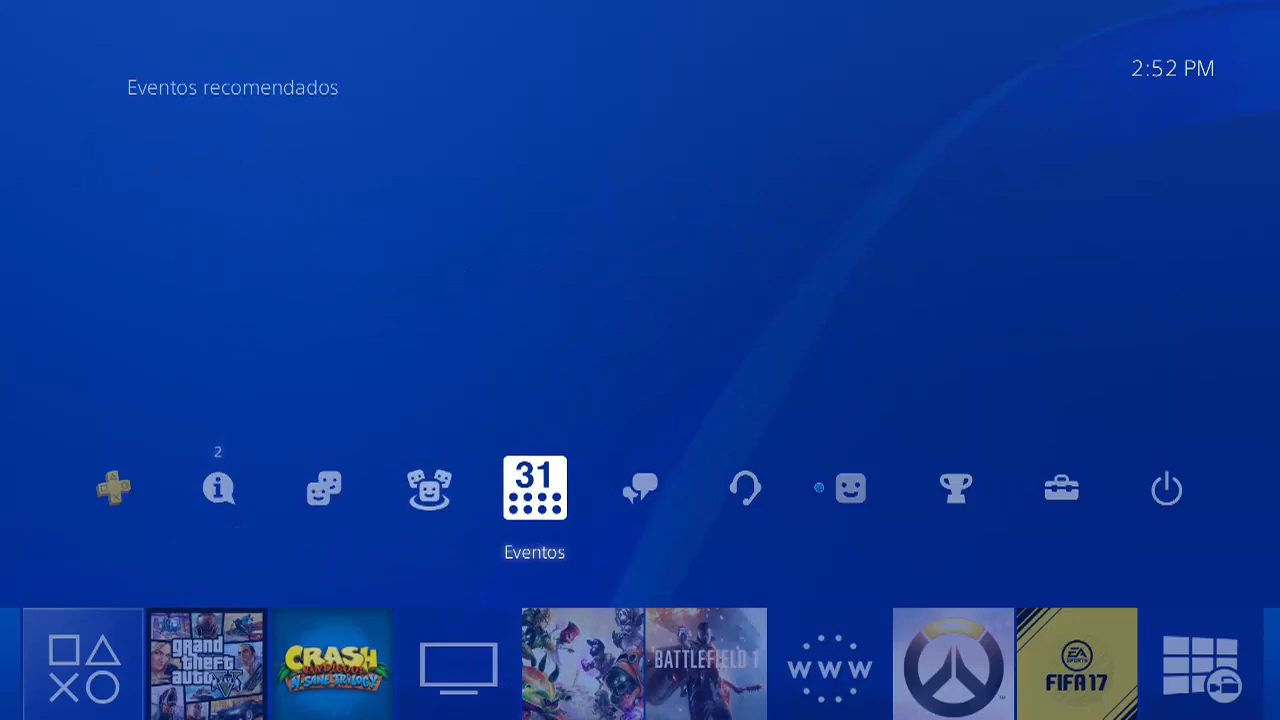 Eventos recomendados
2:52 PM
2
31
Eventos
grand
theft
auto
V
CRASH
BANDICOOT
N. SANE TRILOGY
BATTLEFIELD 1
WWW
EA
SPORTS
FIFA 17